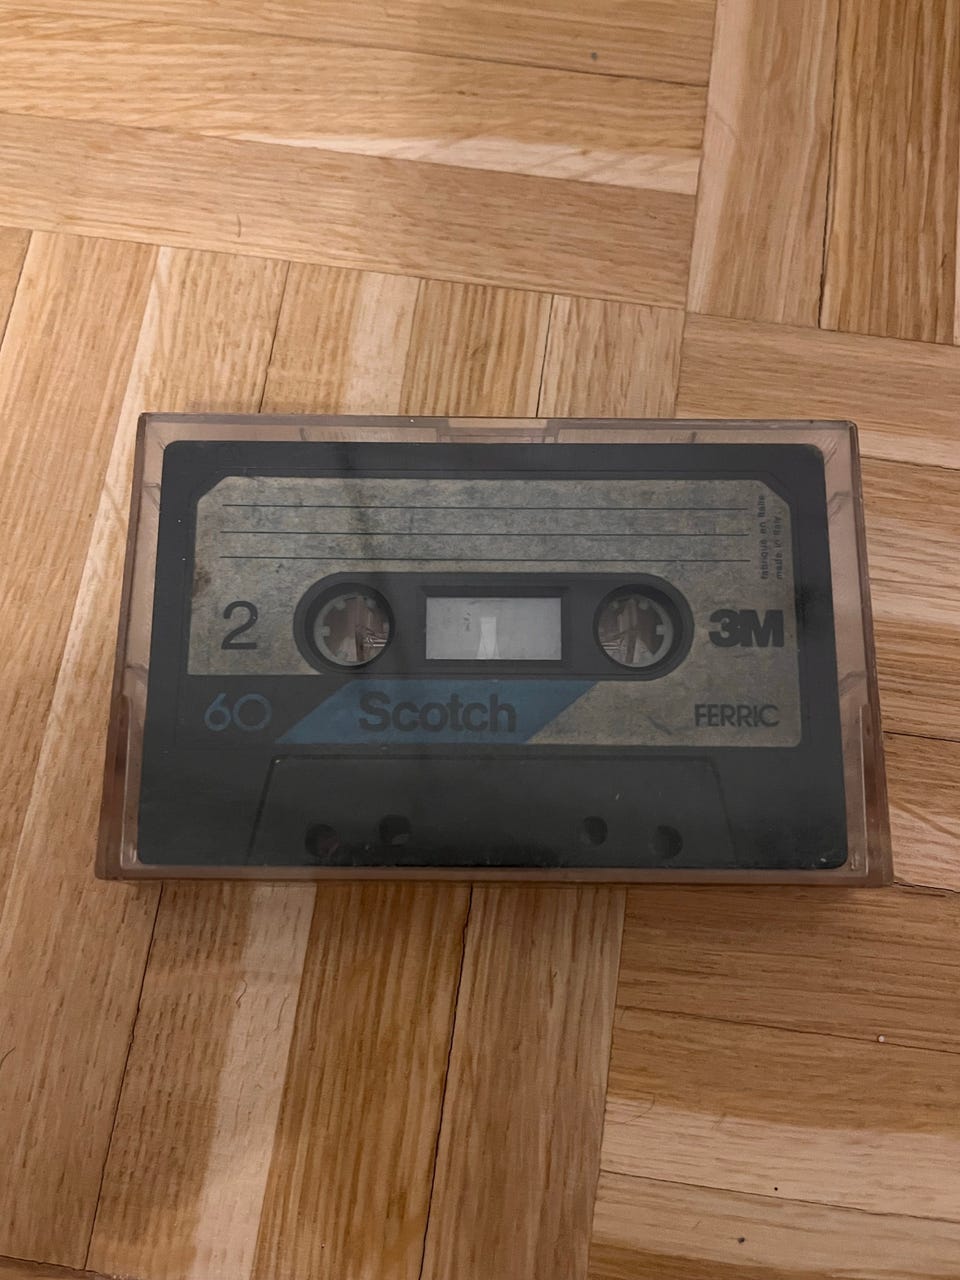 fabriqué en Italie
made in Italy
2
3M
60
Scotch
FERRIC